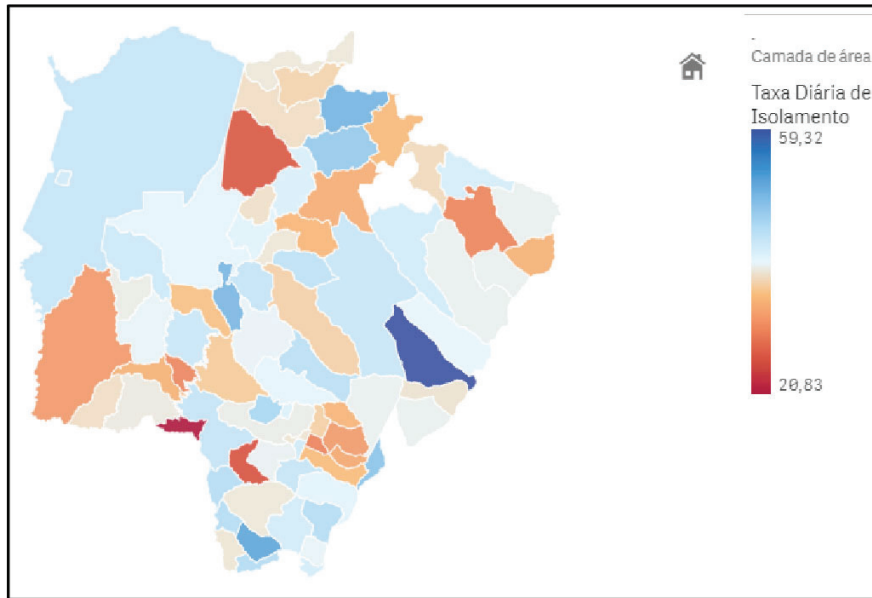 -
Camada de área
Taxa Diária de
Isolamento
59,32
20,83